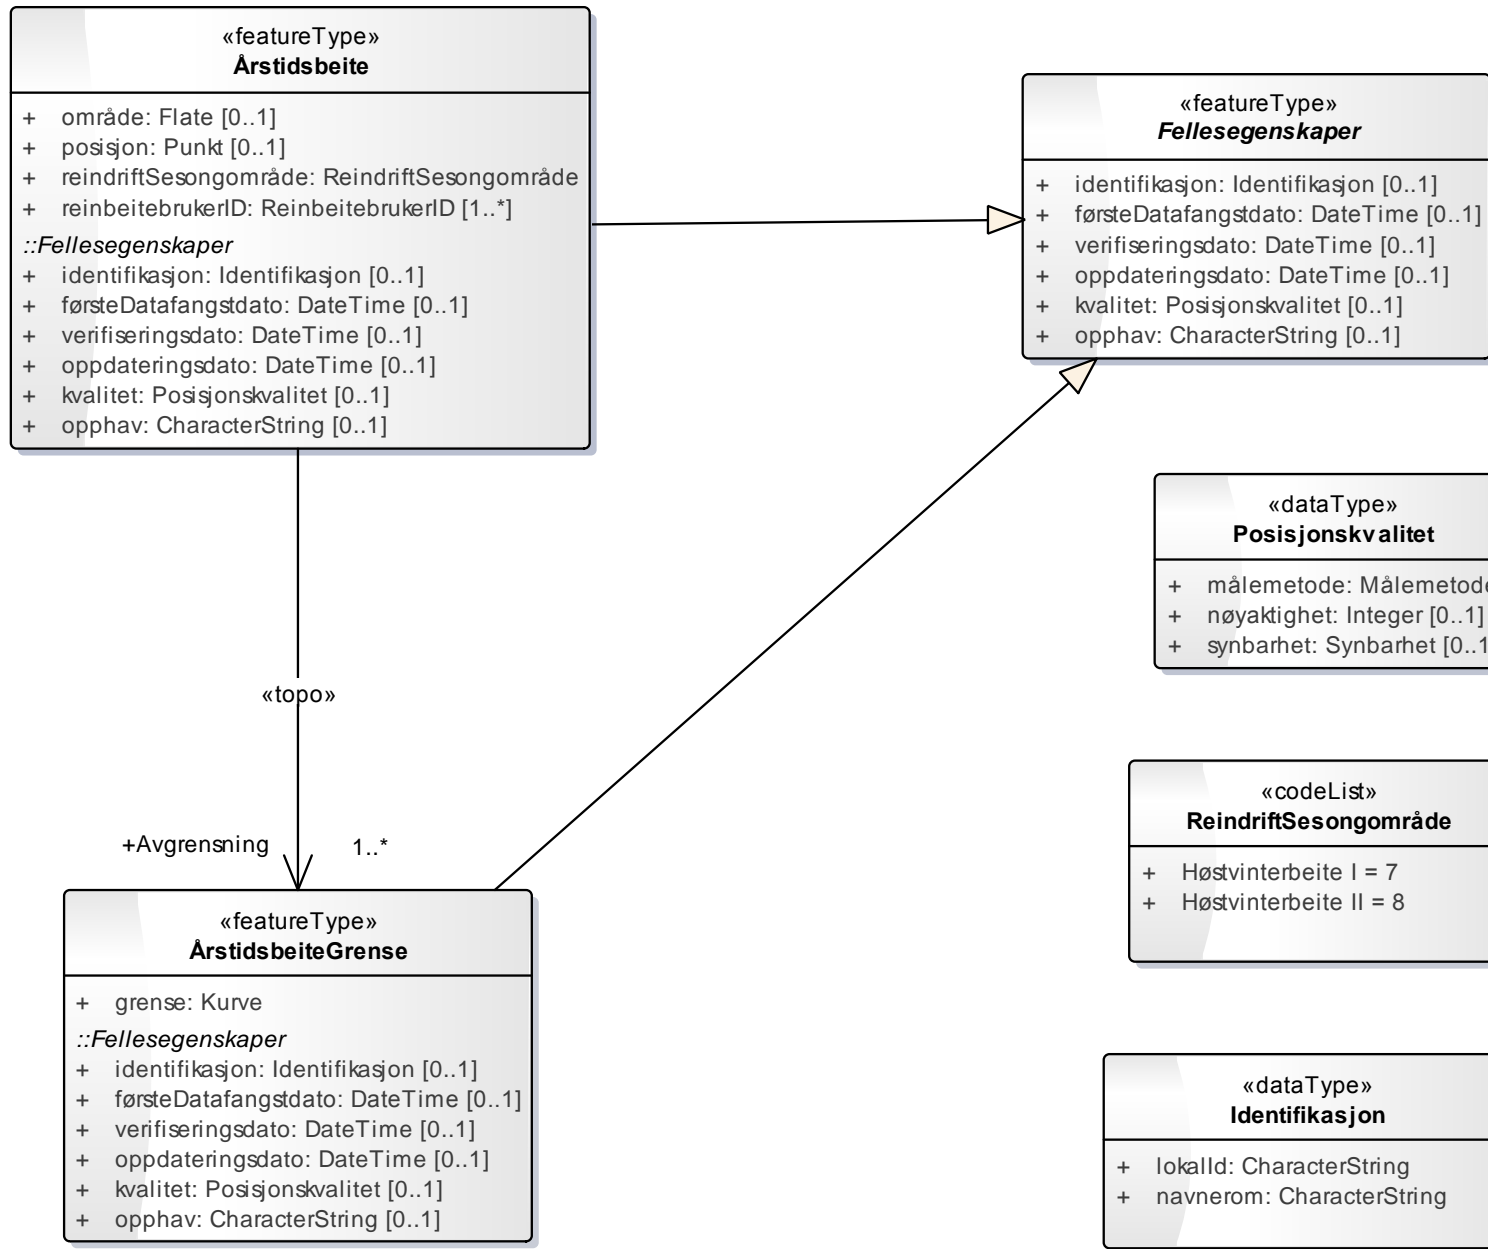 «featureType»
Årstidsbeite
+ område: Flate [0..1]
+ posisjon: Punkt [0..1]
+ reindriftSesongområde: ReindriftSesongområde
+ reinbeitebrukerID: ReinbeitebrukerID [1..*]
::Fellesegenskaper
+ identifikasjon: Identifikasjon [0..1]
+ førsteDatafangstdato: DateTime [0..1]
+ verifiseringsdato: DateTime [0..1]
+ oppdateringsdato: DateTime [0..1]
+ kvalitet: Posisjonskvalitet [0..1]
+ opphav: CharacterString [0..1]
«featureType»
Fellesegenskaper
+ identifikasjon: Identifikasjon [0..1]
+ førsteDatafangstdato: DateTime [0..1]
+ verifiseringsdato: DateTime [0..1]
+ oppdateringsdato: DateTime [0..1]
+ kvalitet: Posisjonskvalitet [0..1]
+ opphav: CharacterString [0..1]
«dataType»
Posisjonskvalitet
+ målemetode: Målemetode
+ nøyaktighet: Integer [0..1]
+ synbarhet: Synbarhet [0..1
«topo»
+Avgrensning 1..*
«codeList»
ReindriftSesongområde
+ Høstvinterbeite I = 7
+ Høstvinterbeite II = 8
«featureType»
ÅrstidsbeiteGrense
+ grense: Kurve
::Fellesegenskaper
+ identifikasjon: Identifikasjon [0..1]
+ førsteDatafangstdato: DateTime [0..1]
+ verifiseringsdato: DateTime [0..1]
+ oppdateringsdato: DateTime [0..1]
+ kvalitet: Posisjonskvalitet [0..1]
+ opphav: CharacterString [0..1]
«dataType»
Identifikasjon
+ lokalId: CharacterString
+ navnerom: CharacterString